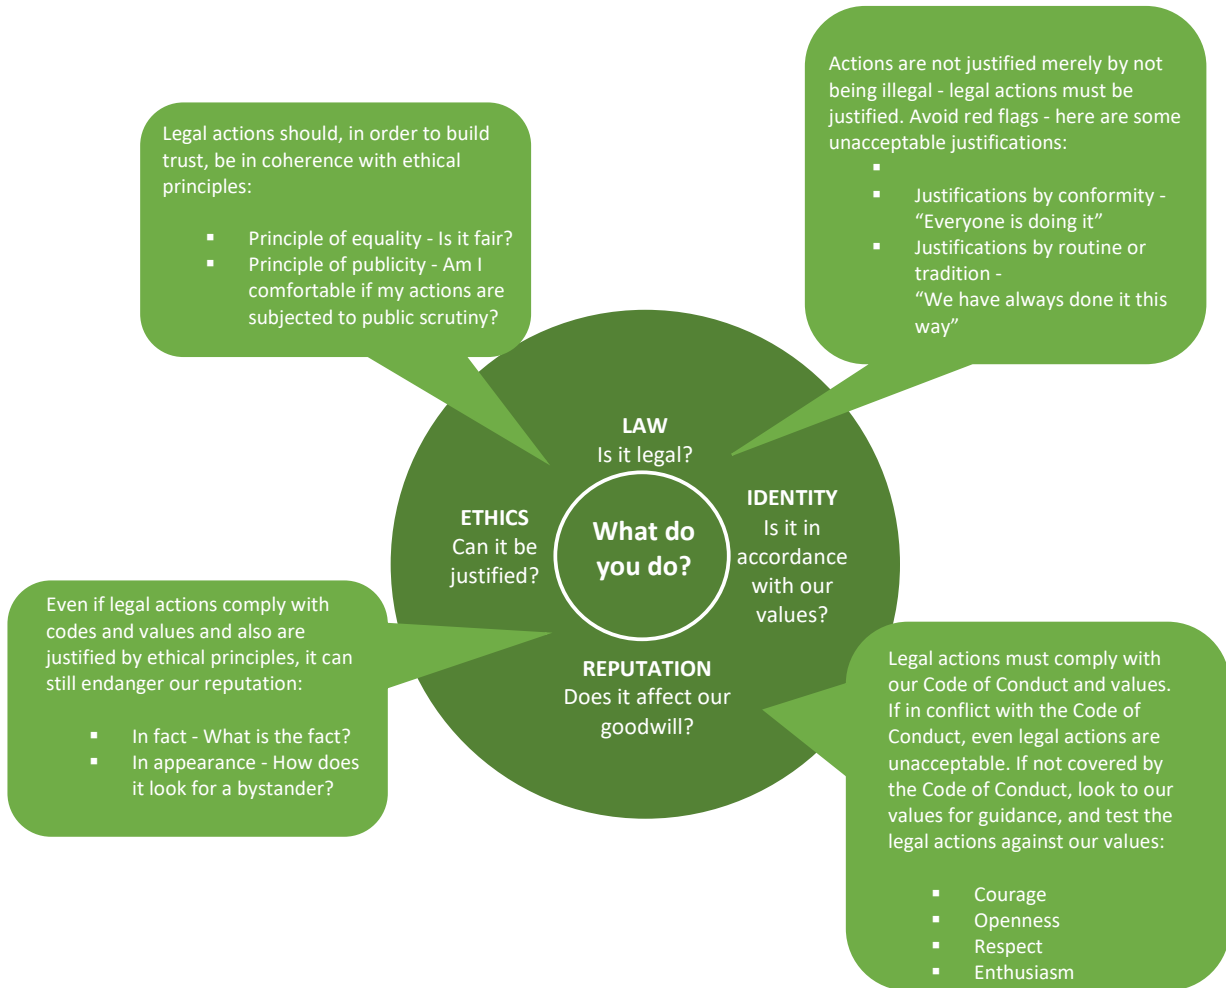 Legal actions should, in order to build
trust, be in coherence with ethical
principles:
▪ Principle of equality - Is it fair?
▪ Principle of publicity - Am I
comfortable if my actions are
subjected to public scrutiny?
Actions are not justified merely by not
being illegal - legal actions must be
justified. Avoid red flags - here are some
unacceptable justifications:
▪
▪ Justifications by conformity -
“Everyone is doing it”
▪ Justifications by routine or
tradition -
“We have always done it this
way”
LAW
Is it legal?
ETHICS
Can it be
justified?
What do
you do?
IDENTITY
Is it in
accordance
with our
values?
REPUTATION
Does it affect our
goodwill?
Even if legal actions comply with
codes and values and also are
justified by ethical principles, it can
still endanger our reputation:
▪ In fact - What is the fact?
▪ In appearance - How does
it look for a bystander?
Legal actions must comply with
our Code of Conduct and values.
If in conflict with the Code of
Conduct, even legal actions are
unacceptable. If not covered by
the Code of Conduct, look to our
values for guidance, and test the
legal actions against our values:
▪ Courage
▪ Openness
▪ Respect
▪ Enthusiasm